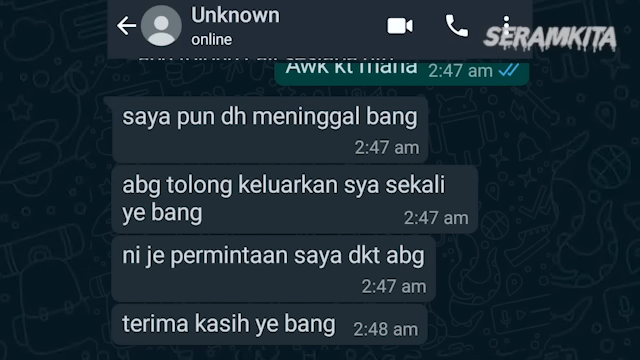 Unknown
online
SERAMKITA
Awk kt mana 2:47 am
saya pun dh meninggal bang
2:47 am
abg tolong keluarkan sya sekali
ye bang
2:47 am
ni je permintaan saya dkt abg
2:47 am
terima kasih ye bang 2:48 am